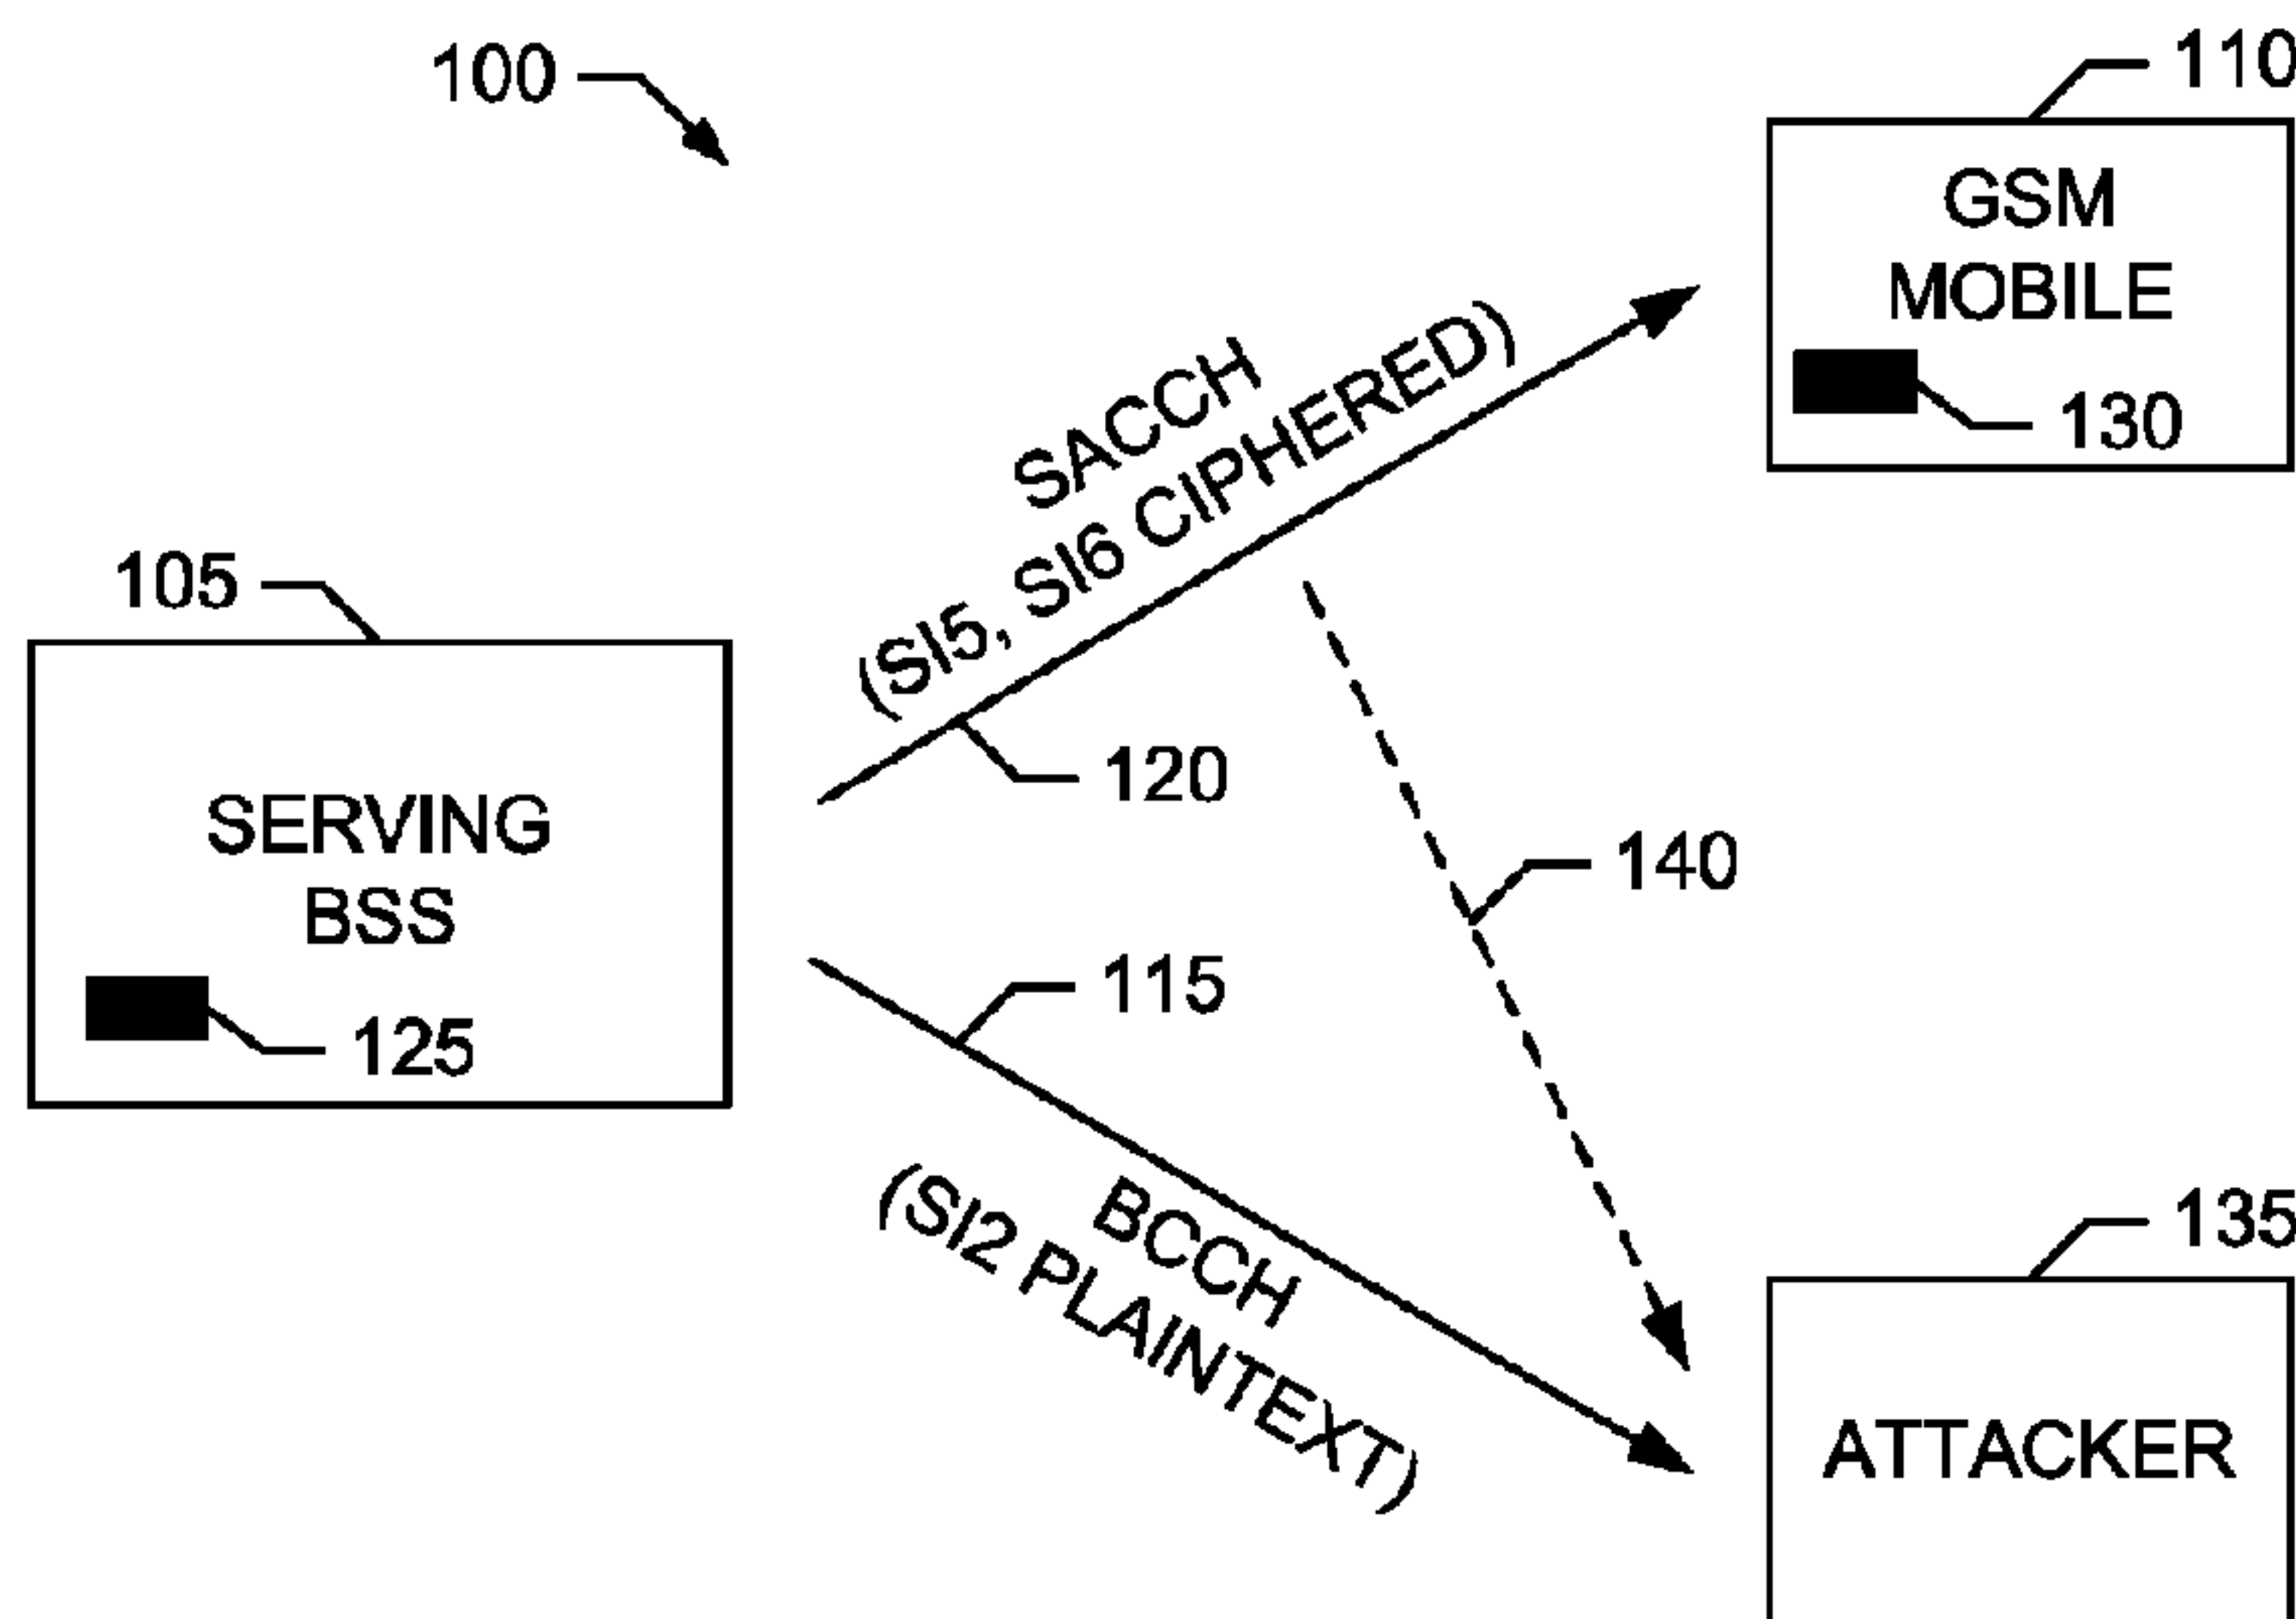 100
110
GSM
MOBILE
130
SACCH
(SI5, SI6 CIPHERED)
105
120
SERVING
BSS
140
115
125
BCCH
(SI2 PLAINTEXT)
135
ATTACKER